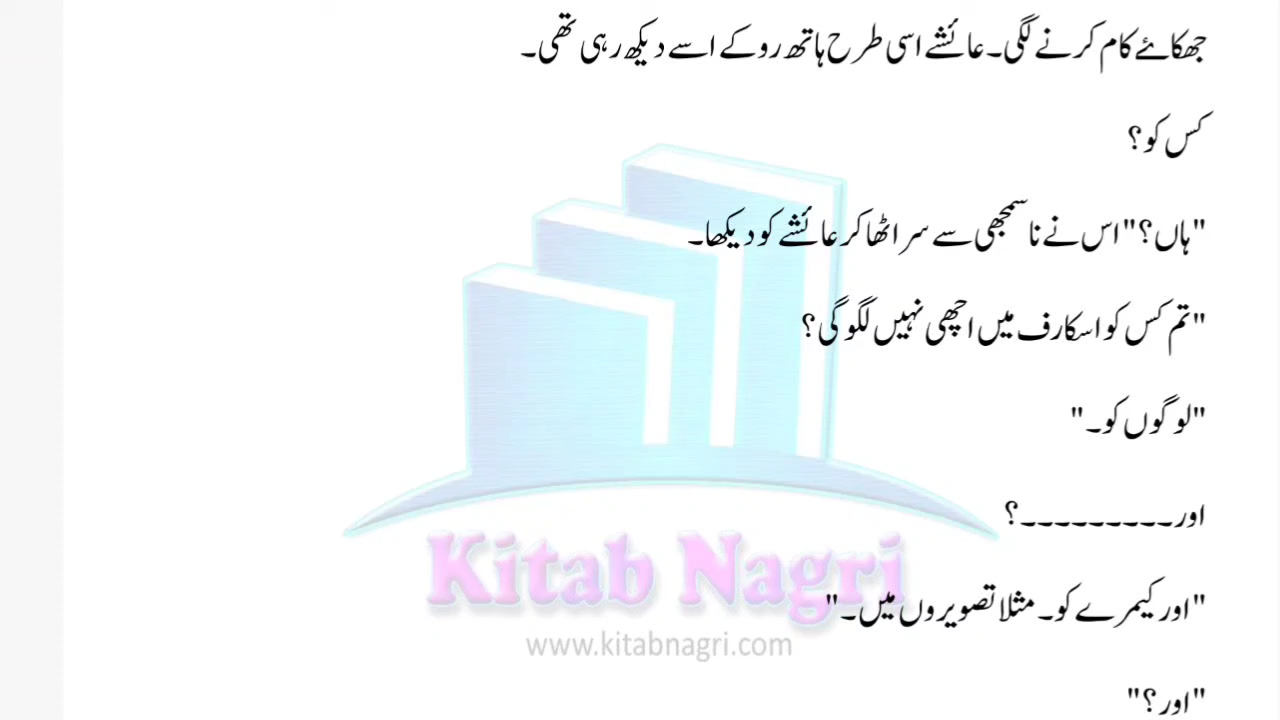 جھکائے کام کرنے لگی۔ عائشے اسی طرح ہاتھ روکے اسے دیکھ رہی تھی۔
کس کو؟
"ہاں؟" اس نے ناسمجھی سے سر اٹھا کر عائشے کو دیکھا۔
"تم کس کو اسکارف میں اچھی نہیں لگو گی؟
"لوگوں کو۔"
اور۔۔۔۔۔۔۔۔۔؟
"اور کیمرے کو۔ مثلا تصویروں میں۔"
"اور؟"
Kitab Nagri
www.kitabnagri.com